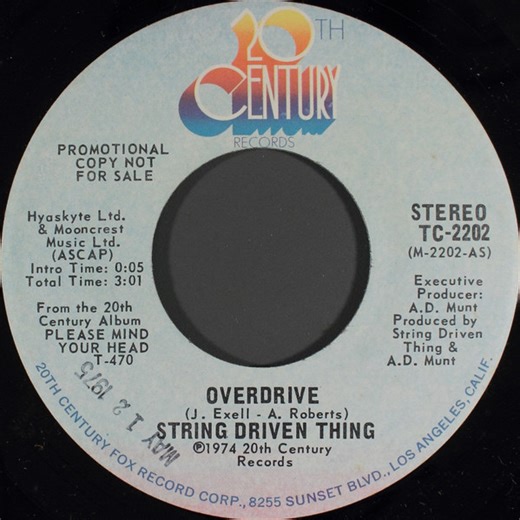 20TH
CENTURY
RECORDS
PROMOTIONAL
COPY NOT
FOR SALE
Hyaskyte Ltd.
& Mooncrest
Music Ltd.
(ASCAP)
Intro Time: 0:05
Total Time: 3:01
From the 20th
Century Album
PLEASE MIND
YOUR HEAD
T-470
STEREO
TC-2202
(M-2202-AS)
Executive
Producer:
A.D. Munt
Produced by
String Driven
Thing &
A.D. Munt
MAY 12 1975
OVERDRIVE
(J. Exell - A. Roberts)
STRING DRIVEN THING
℗1974 20th Century
Records
20TH CENTURY FOX RECORD CORP., 8255 SUNSET BLVD., LOS ANGELES, CALIF.